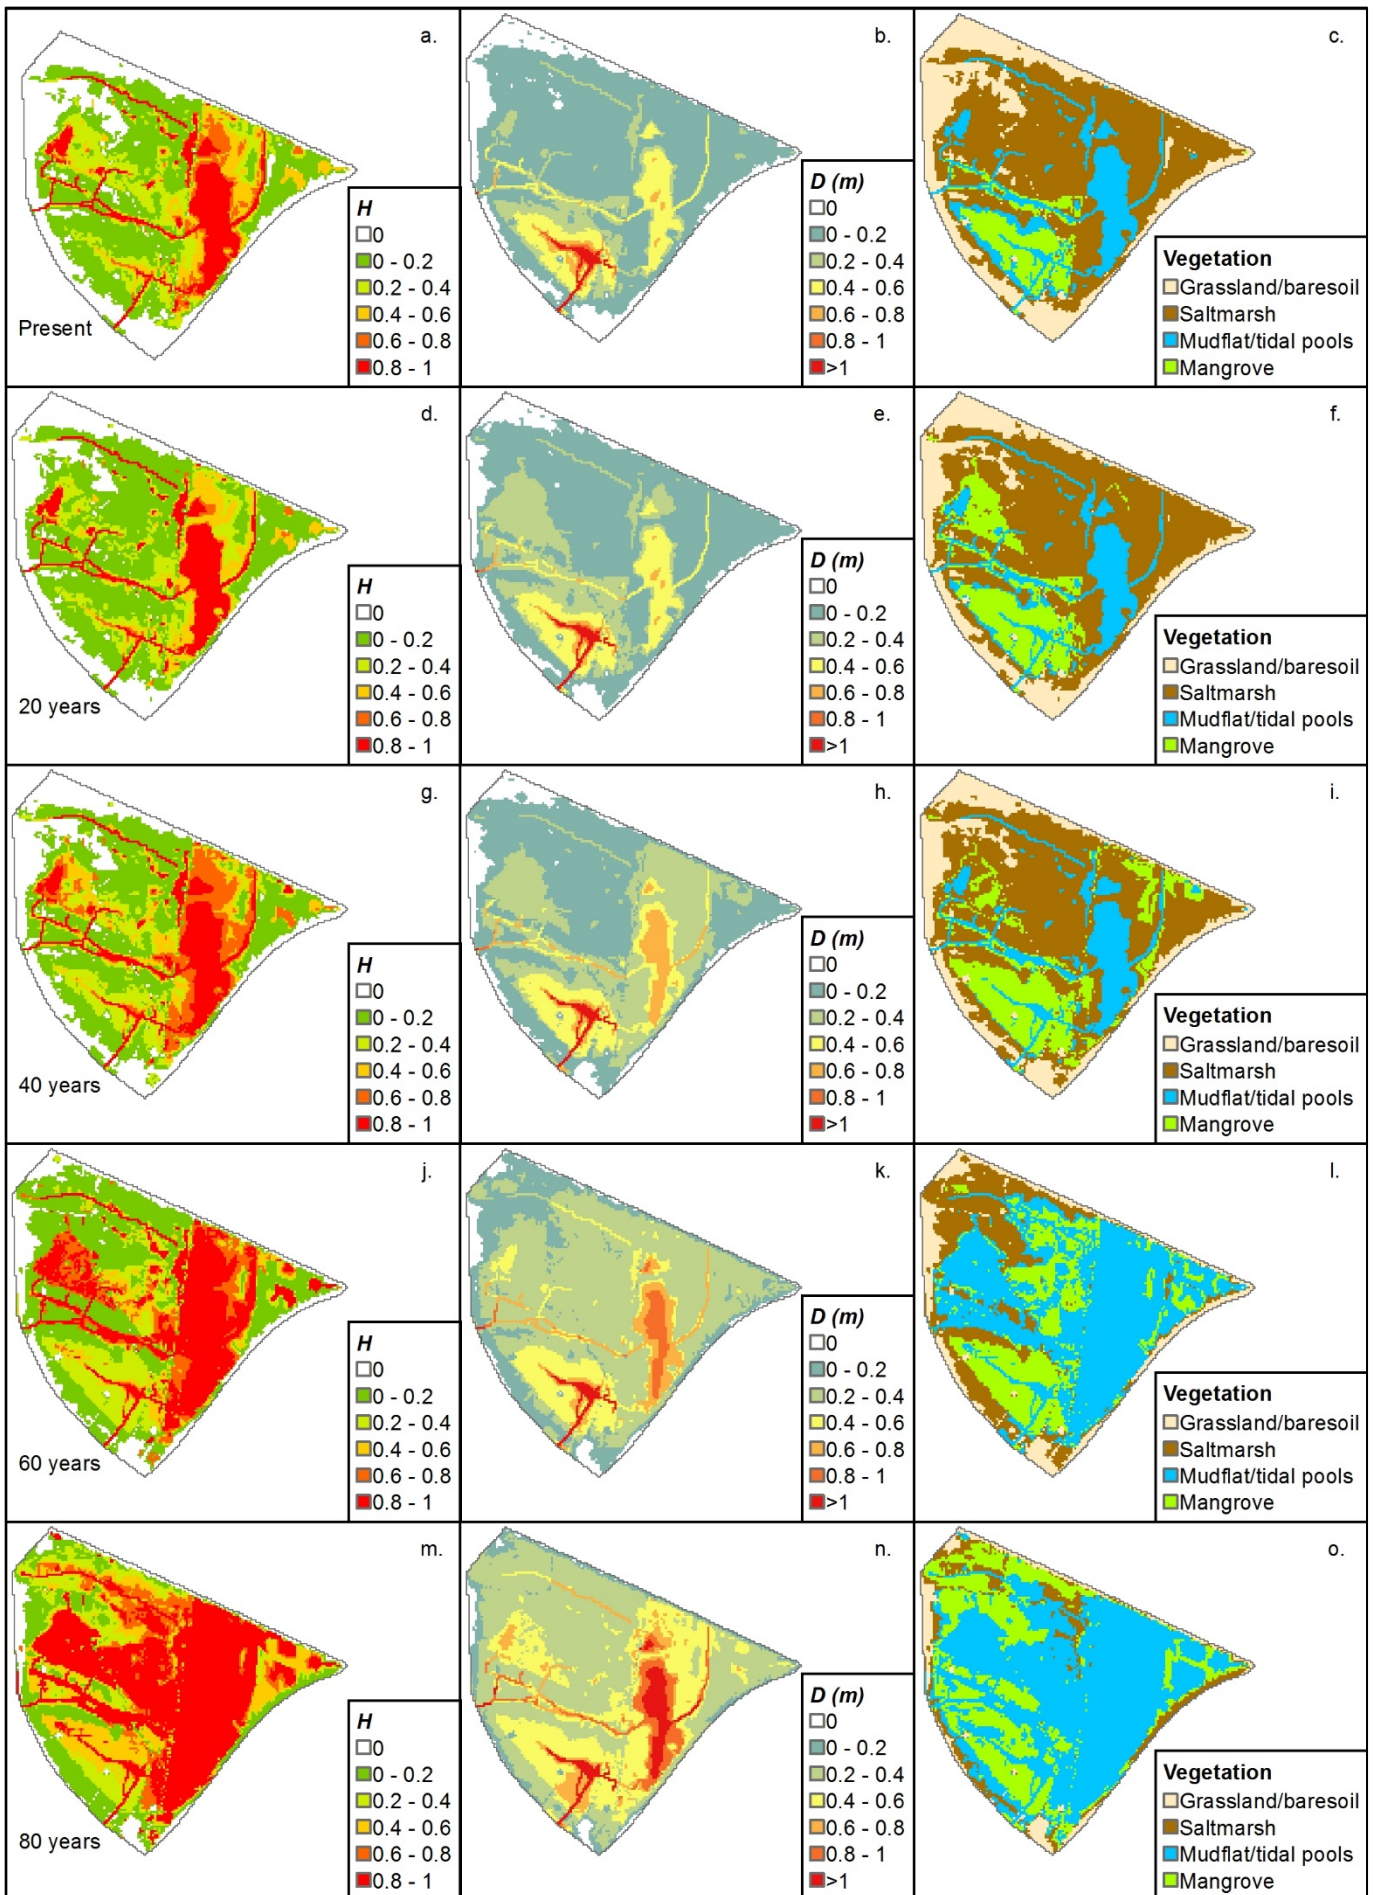 a.
H
0
0 - 0.2
0.2 - 0.4
0.4 - 0.6
0.6 - 0.8
0.8 - 1
Present
b.
D (m)
0
0 - 0.2
0.2 - 0.4
0.4 - 0.6
0.6 - 0.8
0.8 - 1
>1
c.
Vegetation
Grassland/baresoil
Saltmarsh
Mudflat/tidal pools
Mangrove
d.
H
0
0 - 0.2
0.2 - 0.4
0.4 - 0.6
0.6 - 0.8
0.8 - 1
20 years
e.
D (m)
0
0 - 0.2
0.2 - 0.4
0.4 - 0.6
0.6 - 0.8
0.8 - 1
>1
f.
Vegetation
Grassland/baresoil
Saltmarsh
Mudflat/tidal pools
Mangrove
g.
H
0
0 - 0.2
0.2 - 0.4
0.4 - 0.6
0.6 - 0.8
0.8 - 1
40 years
h.
D (m)
0
0 - 0.2
0.2 - 0.4
0.4 - 0.6
0.6 - 0.8
0.8 - 1
>1
i.
Vegetation
Grassland/baresoil
Saltmarsh
Mudflat/tidal pools
Mangrove
j.
H
0
0 - 0.2
0.2 - 0.4
0.4 - 0.6
0.6 - 0.8
0.8 - 1
60 years
k.
D (m)
0
0 - 0.2
0.2 - 0.4
0.4 - 0.6
0.6 - 0.8
0.8 - 1
>1
l.
Vegetation
Grassland/baresoil
Saltmarsh
Mudflat/tidal pools
Mangrove
m.
H
0
0 - 0.2
0.2 - 0.4
0.4 - 0.6
0.6 - 0.8
0.8 - 1
80 years
n.
D (m)
0
0 - 0.2
0.2 - 0.4
0.4 - 0.6
0.6 - 0.8
0.8 - 1
>1
o.
Vegetation
Grassland/baresoil
Saltmarsh
Mudflat/tidal pools
Mangrove